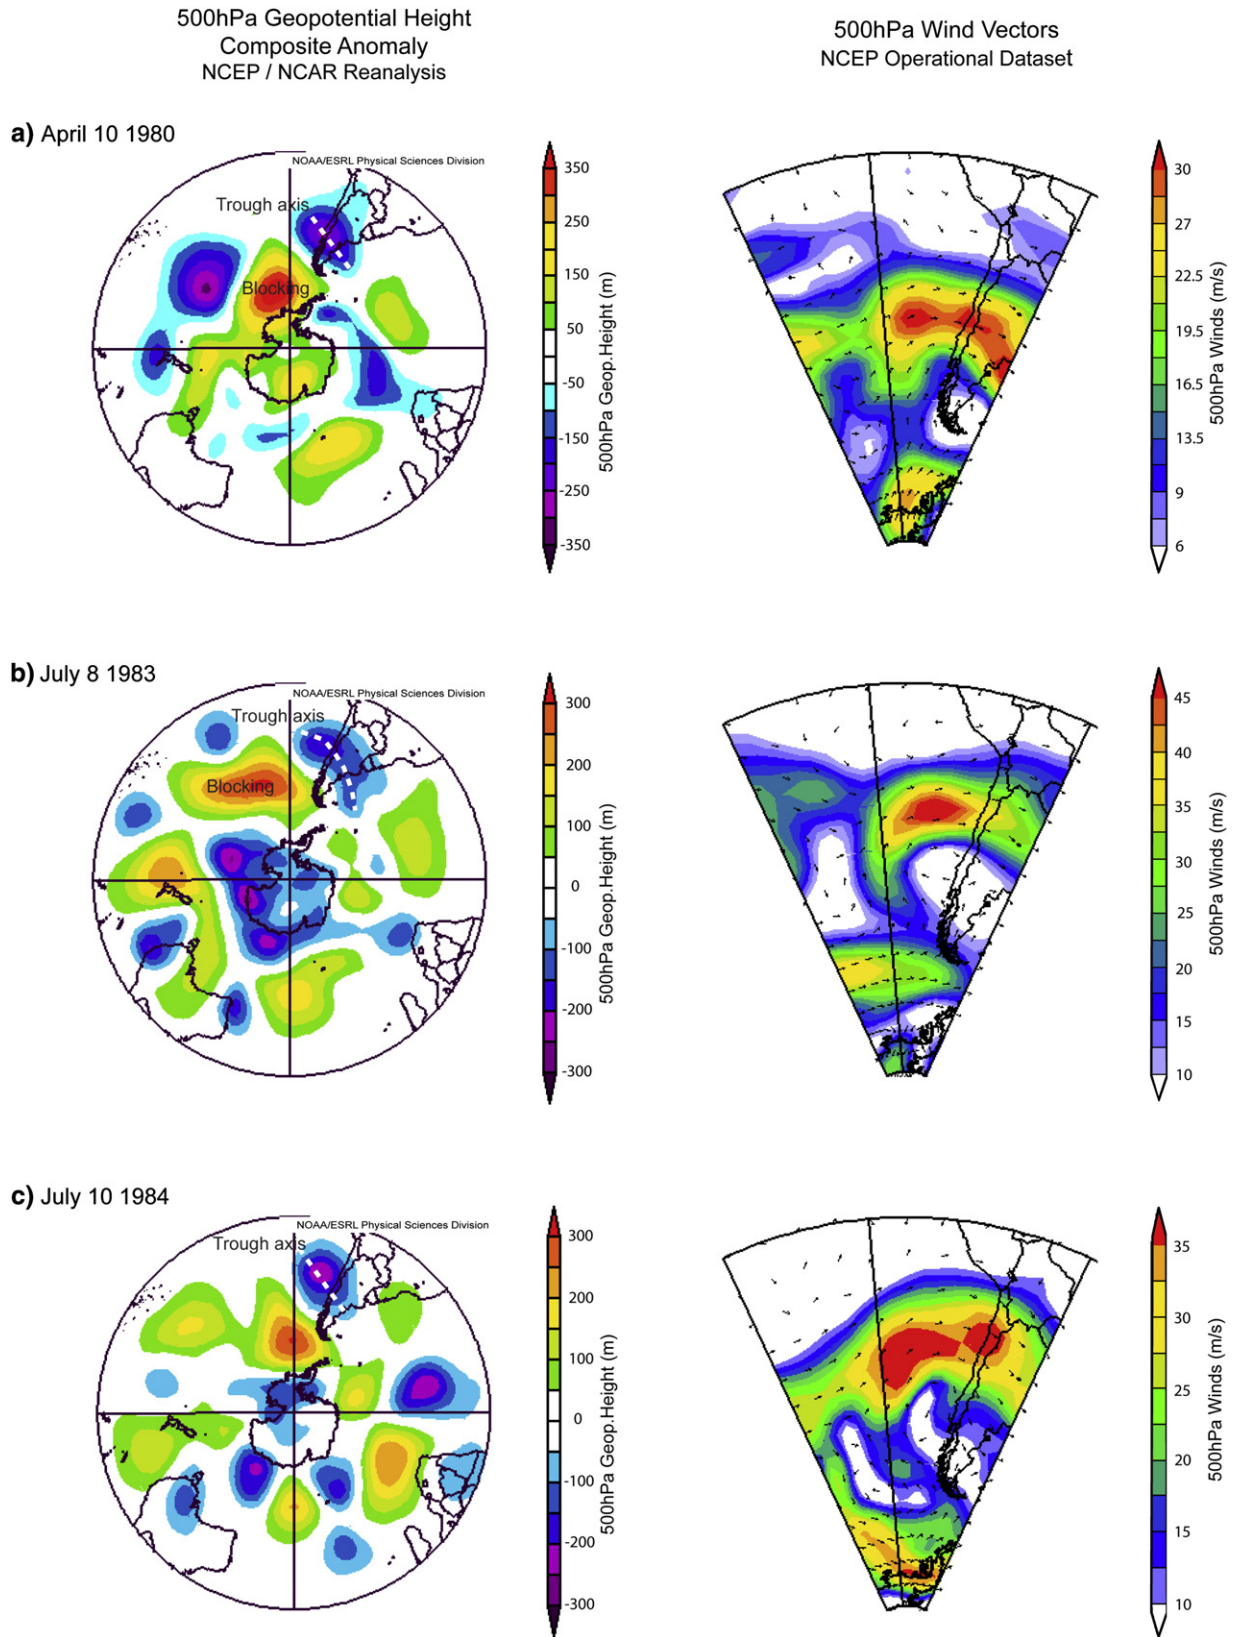 500hPa Geopotential Height
Composite Anomaly
NCEP / NCAR Reanalysis
500hPa Wind Vectors
NCEP Operational Dataset
a) April 10 1980
NOAA/ESRL Physical Sciences Division
Trough axis
Blocking
350
250
150
50
-50
-150
-250
-350
500hPa Geop.Height (m)
30
27
22.5
19.5
16.5
13.5
9
6
500hPa Winds (m/s)
b) July 8 1983
NOAA/ESRL Physical Sciences Division
Trough axis
Blocking
300
200
100
0
-100
-200
-300
500hPa Geop.Height (m)
45
40
35
30
25
20
15
10
500hPa Winds (m/s)
c) July 10 1984
NOAA/ESRL Physical Sciences Division
Trough axis
300
200
100
0
-100
-200
-300
500hPa Geop.Height (m)
35
30
25
20
15
10
500hPa Winds (m/s)